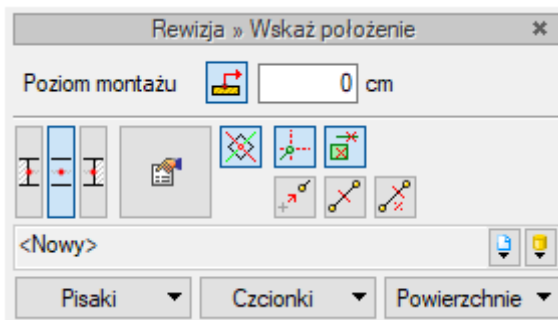 Rewizja » Wskaż położenie
Poziom montażu 0 cm
<Nowy>
Pisaki Czcionki Powierzchnie